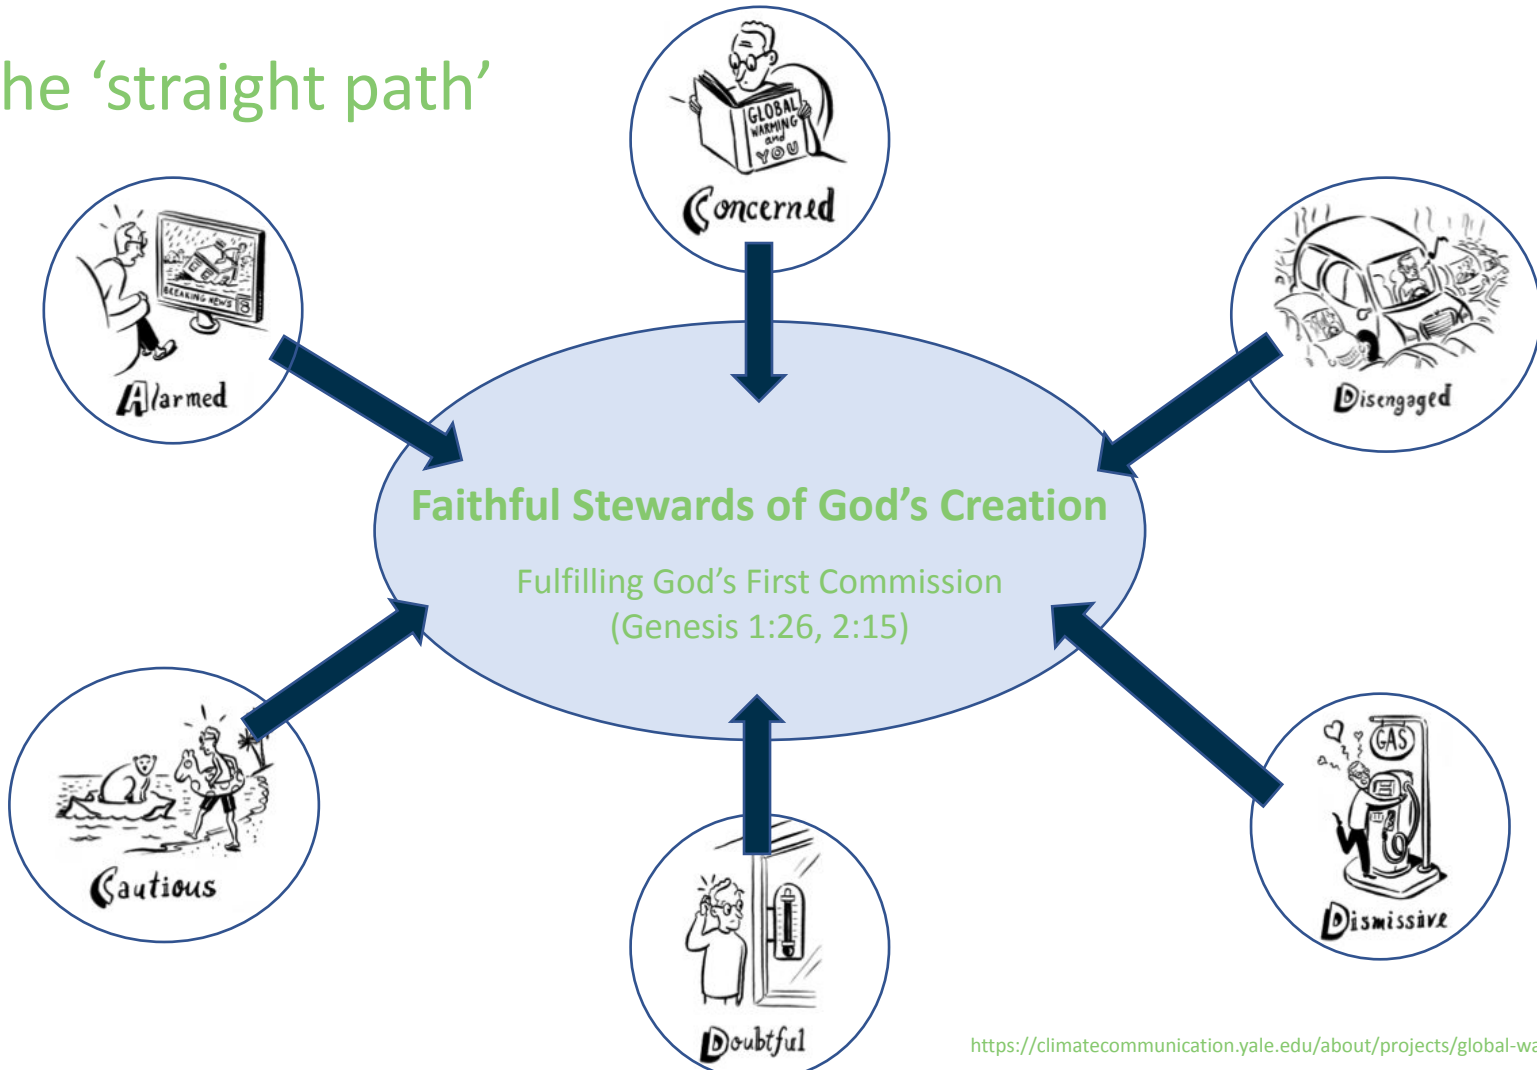 he ‘straight path’
GLOBAL
WARMING
and
YOU
Concerned
BREAKING NEWS 8
Alarmed
Disengaged
Faithful Stewards of God’s Creation
Fulfilling God’s First Commission
(Genesis 1:26, 2:15)
Cautious
GAS
Dismissive
Doubtful
https://climatecommunication.yale.edu/about/projects/global-wa